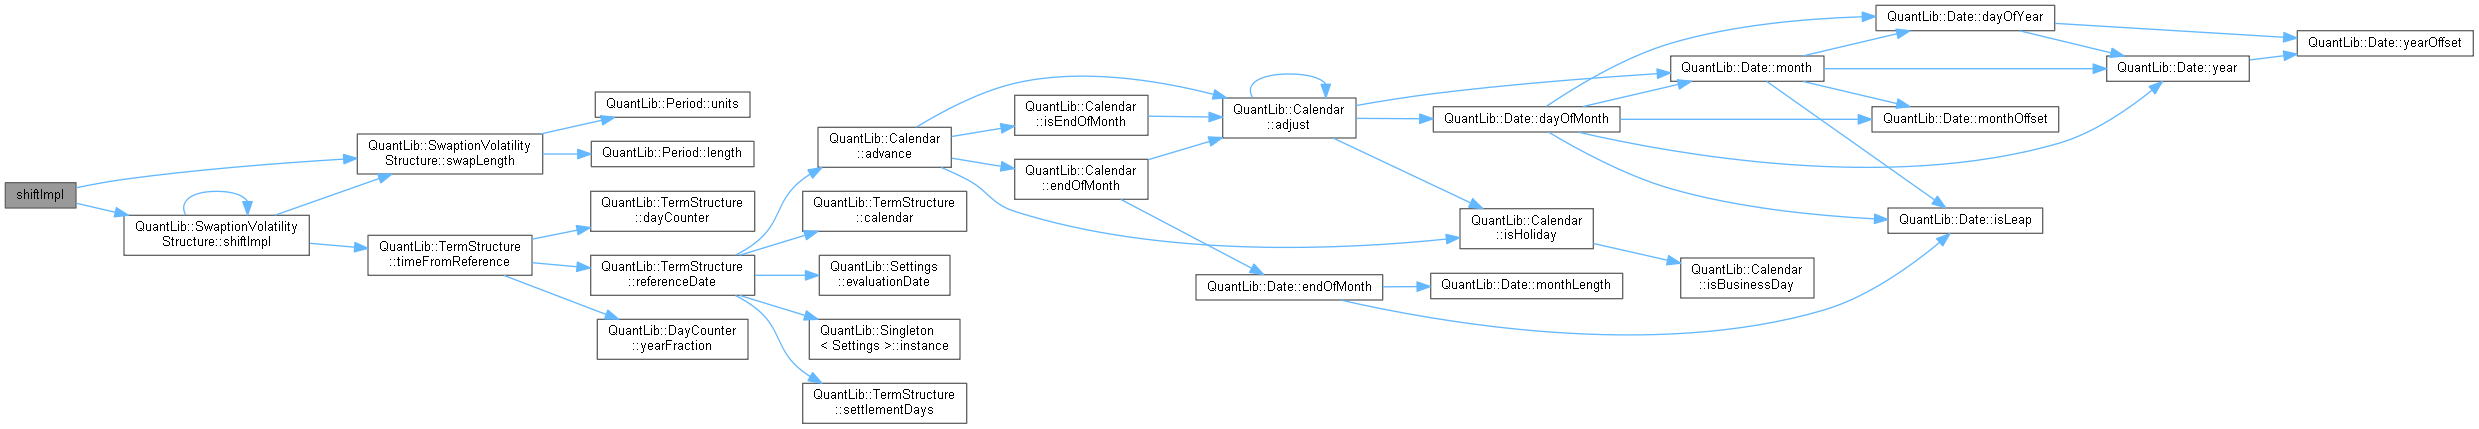 shiftImpl
QuantLib::SwaptionVolatility
Structure::swapLength
QuantLib::SwaptionVolatility
Structure::shiftImpl
QuantLib::Period::units
QuantLib::Period::length
QuantLib::TermStructure
::timeFromReference
QuantLib::TermStructure
::dayCounter
QuantLib::TermStructure
::referenceDate
QuantLib::DayCounter
::yearFraction
QuantLib::Calendar
::advance
QuantLib::TermStructure
::calendar
QuantLib::Settings
::evaluationDate
QuantLib::Singleton
< Settings >::instance
QuantLib::TermStructure
::settlementDays
QuantLib::Calendar
::isEndOfMonth
QuantLib::Calendar
::endOfMonth
QuantLib::Calendar
::adjust
QuantLib::Date::endOfMonth
QuantLib::Date::dayOfMonth
QuantLib::Calendar
::isHoliday
QuantLib::Date::monthLength
QuantLib::Date::month
QuantLib::Calendar
::isBusinessDay
QuantLib::Date::dayOfYear
QuantLib::Date::monthOffset
QuantLib::Date::isLeap
QuantLib::Date::year
QuantLib::Date::yearOffset